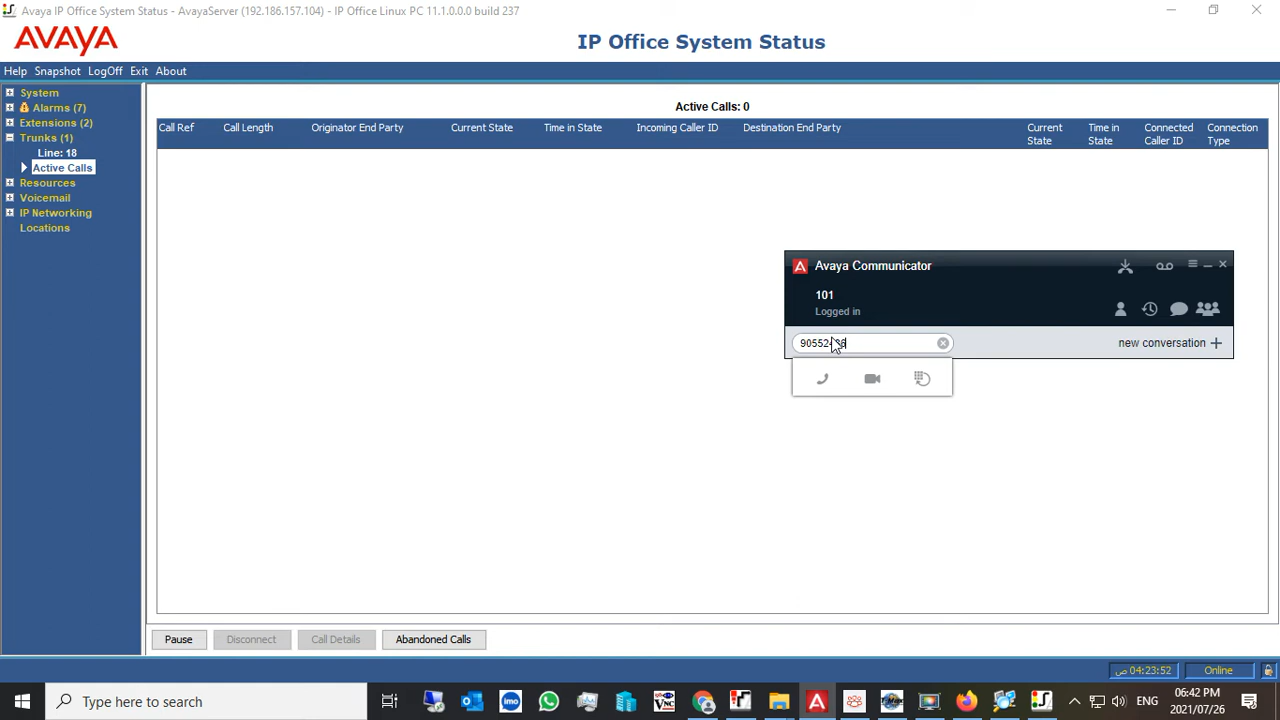 Avaya IP Office System Status - AvayaServer (192.186.157.104) - IP Office Linux PC 11.1.0.0.0 build 237
AVAYA
IP Office System Status
Help Snapshot LogOff Exit About
System
Alarms (7)
Extensions (2)
Trunks (1)
Line: 18
Active Calls
Resources
Voicemail
IP Networking
Locations
Active Calls: 0
Call Ref Call Length Originator End Party Current State Time in State Incoming Caller ID Destination End Party Current State Time in State Connected Caller ID Connection Type
Avaya Communicator
101
Logged in
new conversation
Pause Disconnect Call Details Abandoned Calls
04:23:52 ص Online
Type here to search
ENG
06:42 PM
2021/07/26